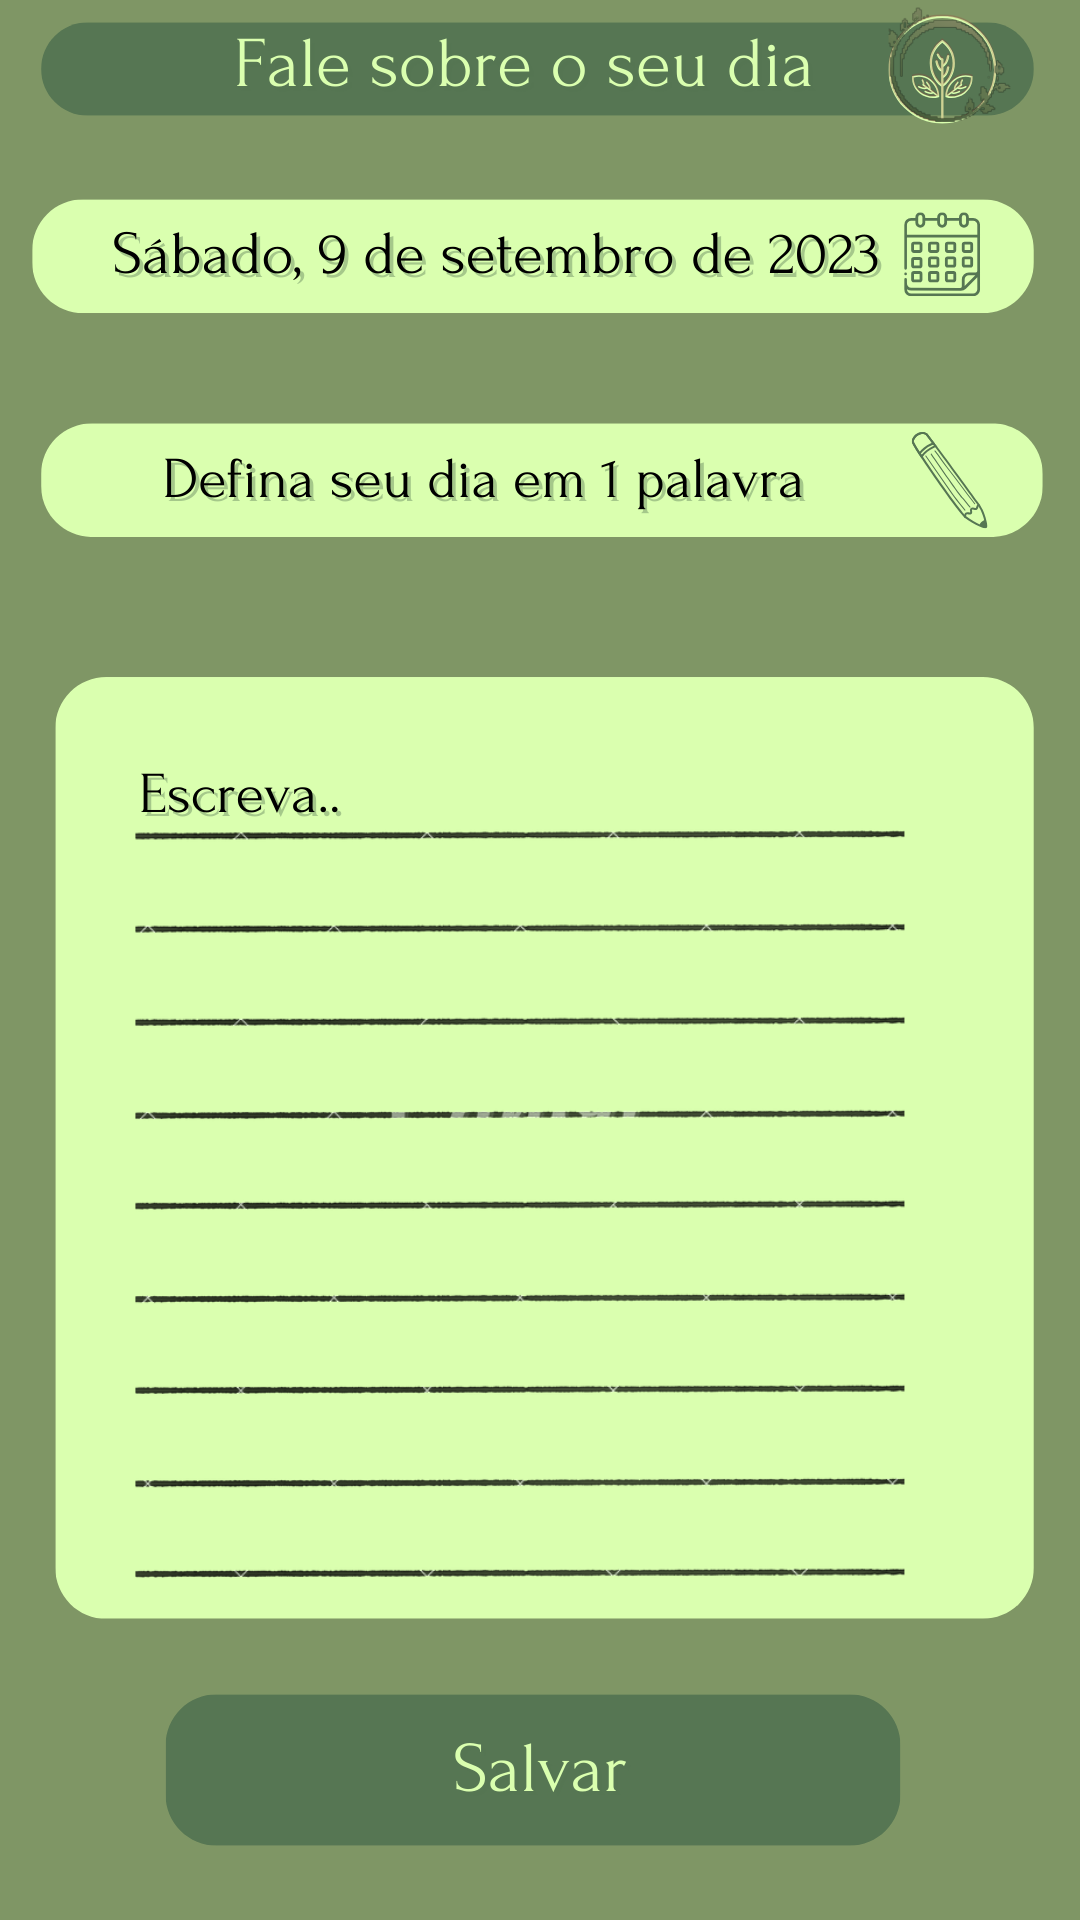 Fale sobre o seu dia
Sábado, 9 de setembro de 2023
Defina seu dia em 1 palavra
Escreva..
Salvar